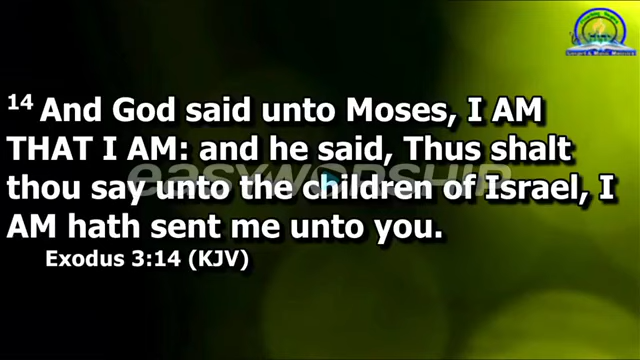 14 And God said unto Moses, I AM
THAT I AM: and he said, Thus shalt
thou say unto the children of Israel, I
AM hath sent me unto you.
Exodus 3:14 (KJV)
easyworship